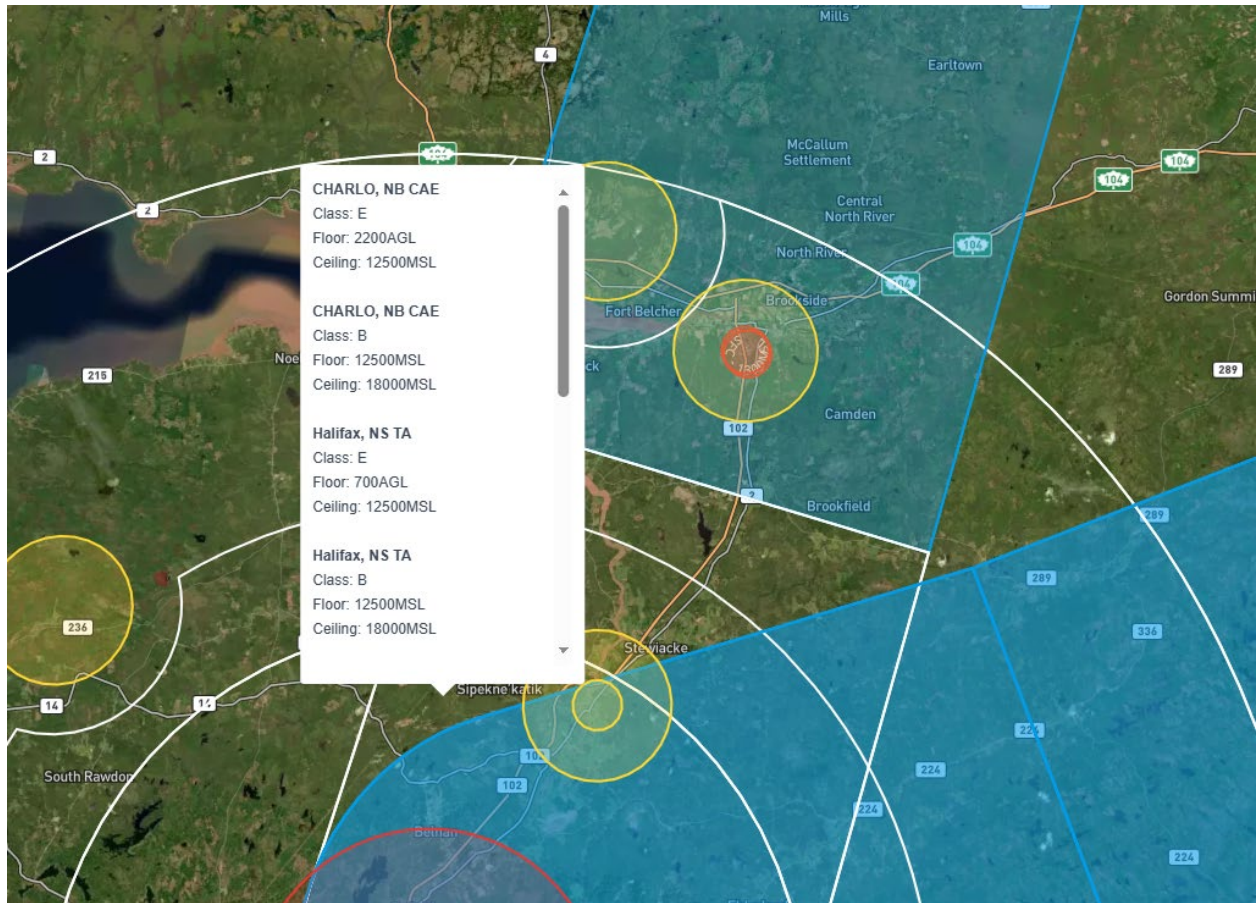 Mills
4
Earltown
104
McCallum
Settlement
2
104
104
2
CHARLO, NB CAE
Class: E
Floor: 2200AGL
Ceiling: 12500MSL
CHARLO, NB CAE
Class: B
Floor: 12500MSL
Ceiling: 18000MSL
Halifax, NS TA
Class: E
Floor: 700AGL
Ceiling: 12500MSL
Halifax, NS TA
Class: B
Floor: 12500MSL
Ceiling: 18000MSL
Central
North River
104
North River
104
Brookside
Fort Belcher
Gordon Summi
Noe
ck
215
289
Camden
102
2
Brookfield
289
289
236
336
Stewiacke
14
14
Sipekne'katik
224
South Rawdon
102
102
224
224
Belnan
224